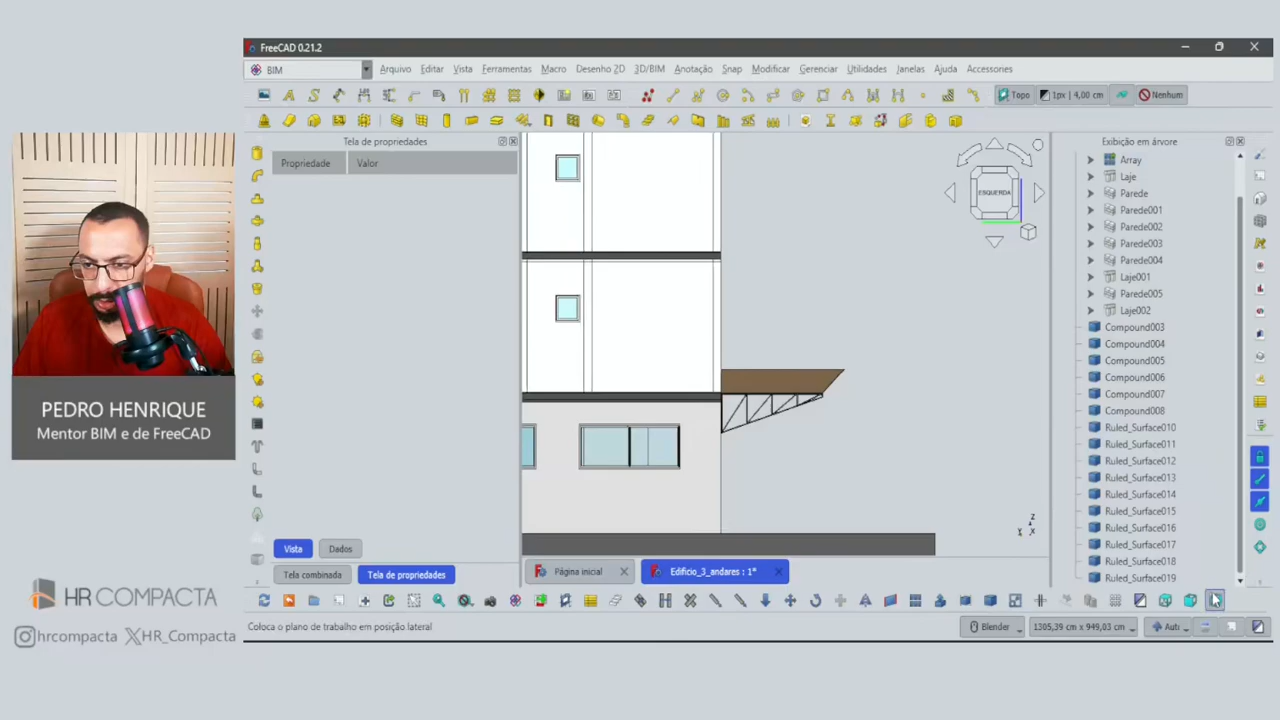 FreeCAD 0.21.2
BIM
Arquivo Editar Vista Ferramentas Macro Desenho 2D 3D/BIM Anotação Snap Modificar Gerenciar Utilidades Janelas Ajuda Accessories
Topo 1px | 4,00 cm Nenhum
Tela de propriedades
Propriedade Valor
ESQUERDA
Exibição em árvore
Array
Laje
Parede
Parede001
Parede002
Parede003
Parede004
Laje001
Parede005
Laje002
Compound003
Compound004
Compound005
Compound006
Compound007
Compound008
Ruled_Surface010
Ruled_Surface011
Ruled_Surface012
Ruled_Surface013
Ruled_Surface014
Ruled_Surface015
Ruled_Surface016
Ruled_Surface017
Ruled_Surface018
Ruled_Surface019
Z
Y X
Vista Dados
Tela combinada Tela de propriedades
Página inicial Edificio_3_andares : 1*
Coloca o plano de trabalho em posição lateral
Blender 1305,39 cm x 949,03 cm Auto
PEDRO HENRIQUE
Mentor BIM e de FreeCAD
HR COMPACTA
hrcompacta HR_Compacta